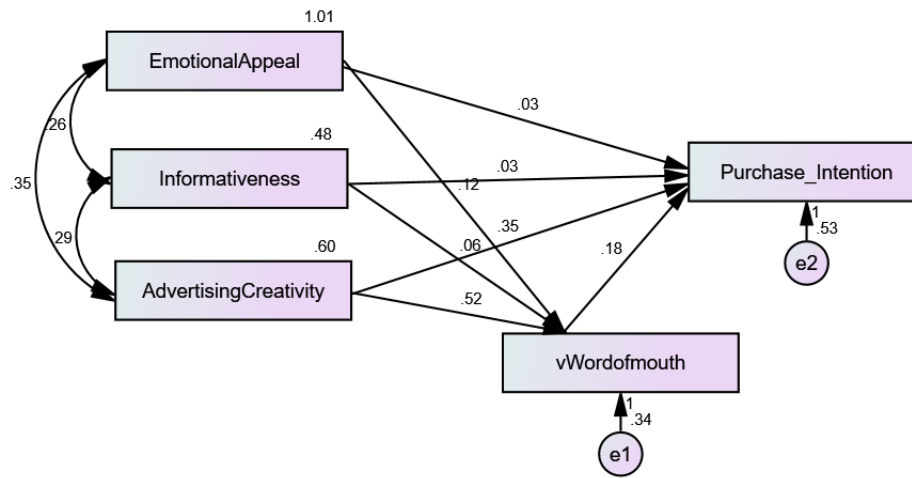 1.01
EmotionalAppeal
.26
.03
.48
Informativeness
.35
.03
.12
Purchase_Intention
.29
.60
.35
.06
.18
1
.53
AdvertisingCreativity
.52
e2
vWordofmouth
1
.34
e1